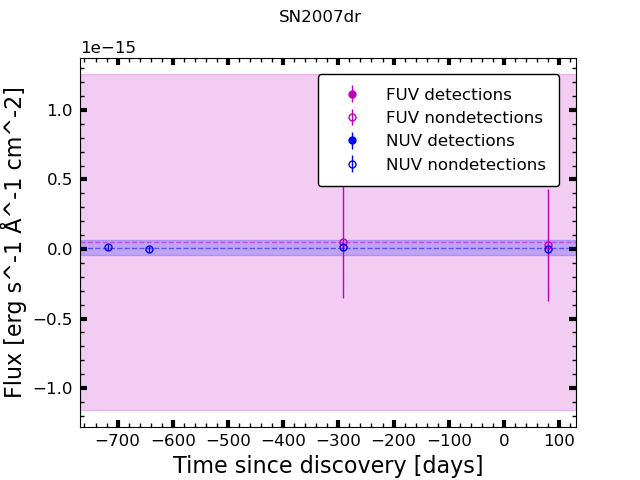 SN2007dr
1e−15
1.0
0.5
0.0
−0.5
−1.0
Flux [erg s^-1 Å^-1 cm^-2]
FUV detections
FUV nondetections
NUV detections
NUV nondetections
−700 −600 −500 −400 −300 −200 −100 0 100
Time since discovery [days]